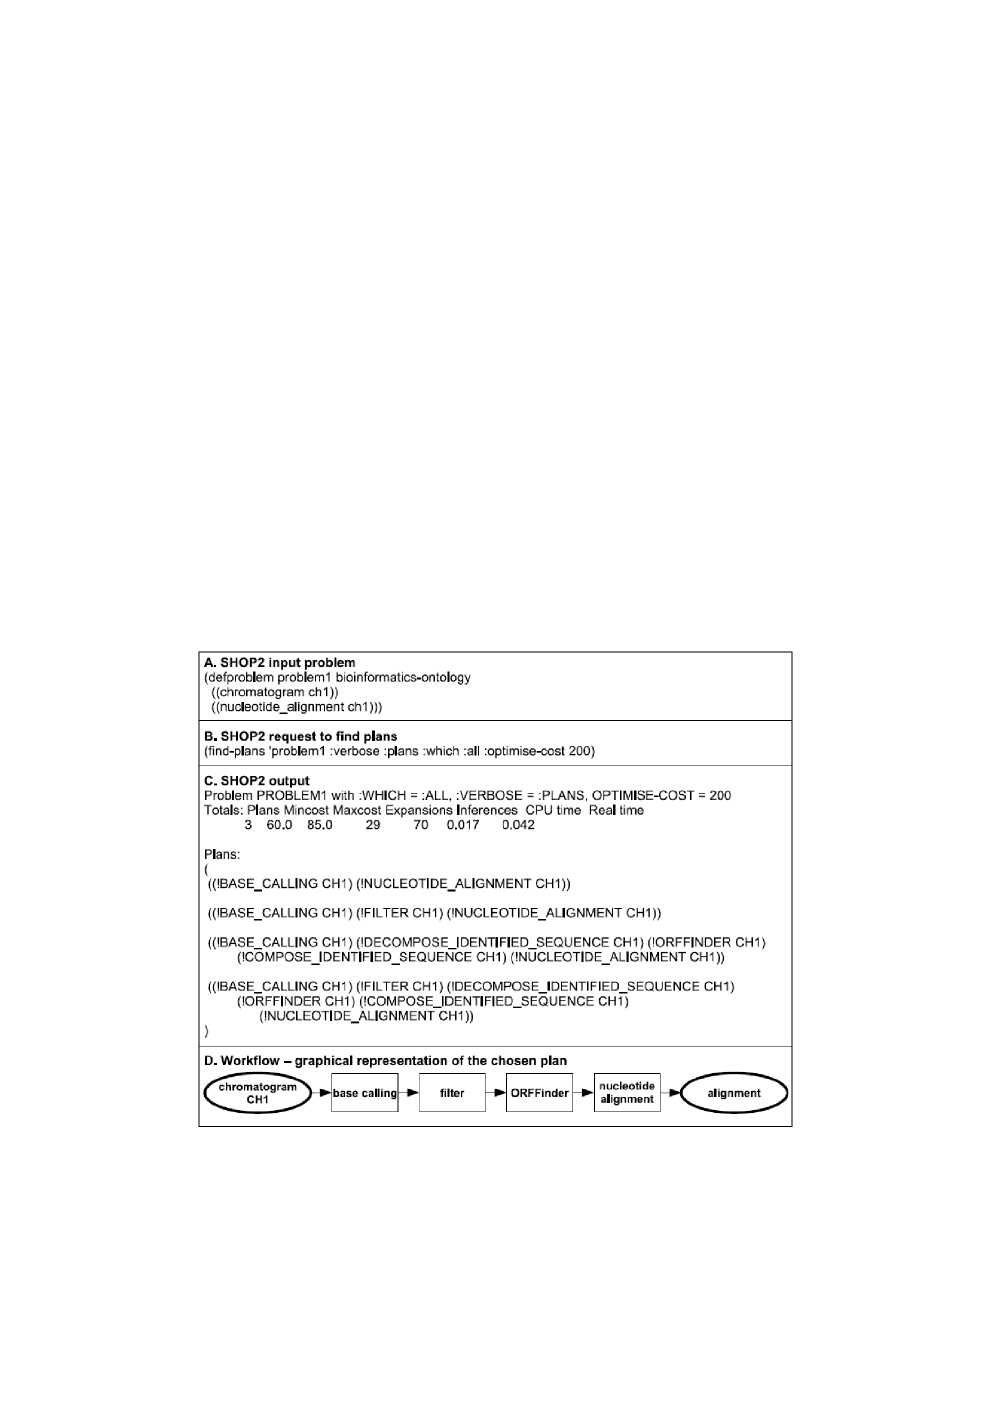 A. SHOP2 input problem
(defproblem problem1 bioinformatics-ontology
((chromatogram ch1))
((nucleotide_alignment ch1)))
B. SHOP2 request to find plans
(find-plans 'problem1 :verbose :plans :which :all :optimise-cost 200)
C. SHOP2 output
Problem PROBLEM1 with :WHICH = :ALL, :VERBOSE = :PLANS, OPTIMISE-COST = 200
Totals: Plans Mincost Maxcost Expansions Inferences CPU time Real time
3 60.0 85.0 29 70 0.017 0.042
Plans:
(
((!BASE_CALLING CH1) (!NUCLEOTIDE_ALIGNMENT CH1))
((!BASE_CALLING CH1) (!FILTER CH1) (!NUCLEOTIDE_ALIGNMENT CH1))
((!BASE_CALLING CH1) (!DECOMPOSE_IDENTIFIED_SEQUENCE CH1) (!ORFFINDER CH1)
(!COMPOSE_IDENTIFIED_SEQUENCE CH1) (!NUCLEOTIDE_ALIGNMENT CH1))
((!BASE_CALLING CH1) (!FILTER CH1) (!DECOMPOSE_IDENTIFIED_SEQUENCE CH1)
(!ORFFINDER CH1) (!COMPOSE_IDENTIFIED_SEQUENCE CH1)
(!NUCLEOTIDE_ALIGNMENT CH1))
)
D. Workflow – graphical representation of the chosen plan
chromatogram
CH1
base calling
filter
ORFFinder
nucleotide
alignment
alignment